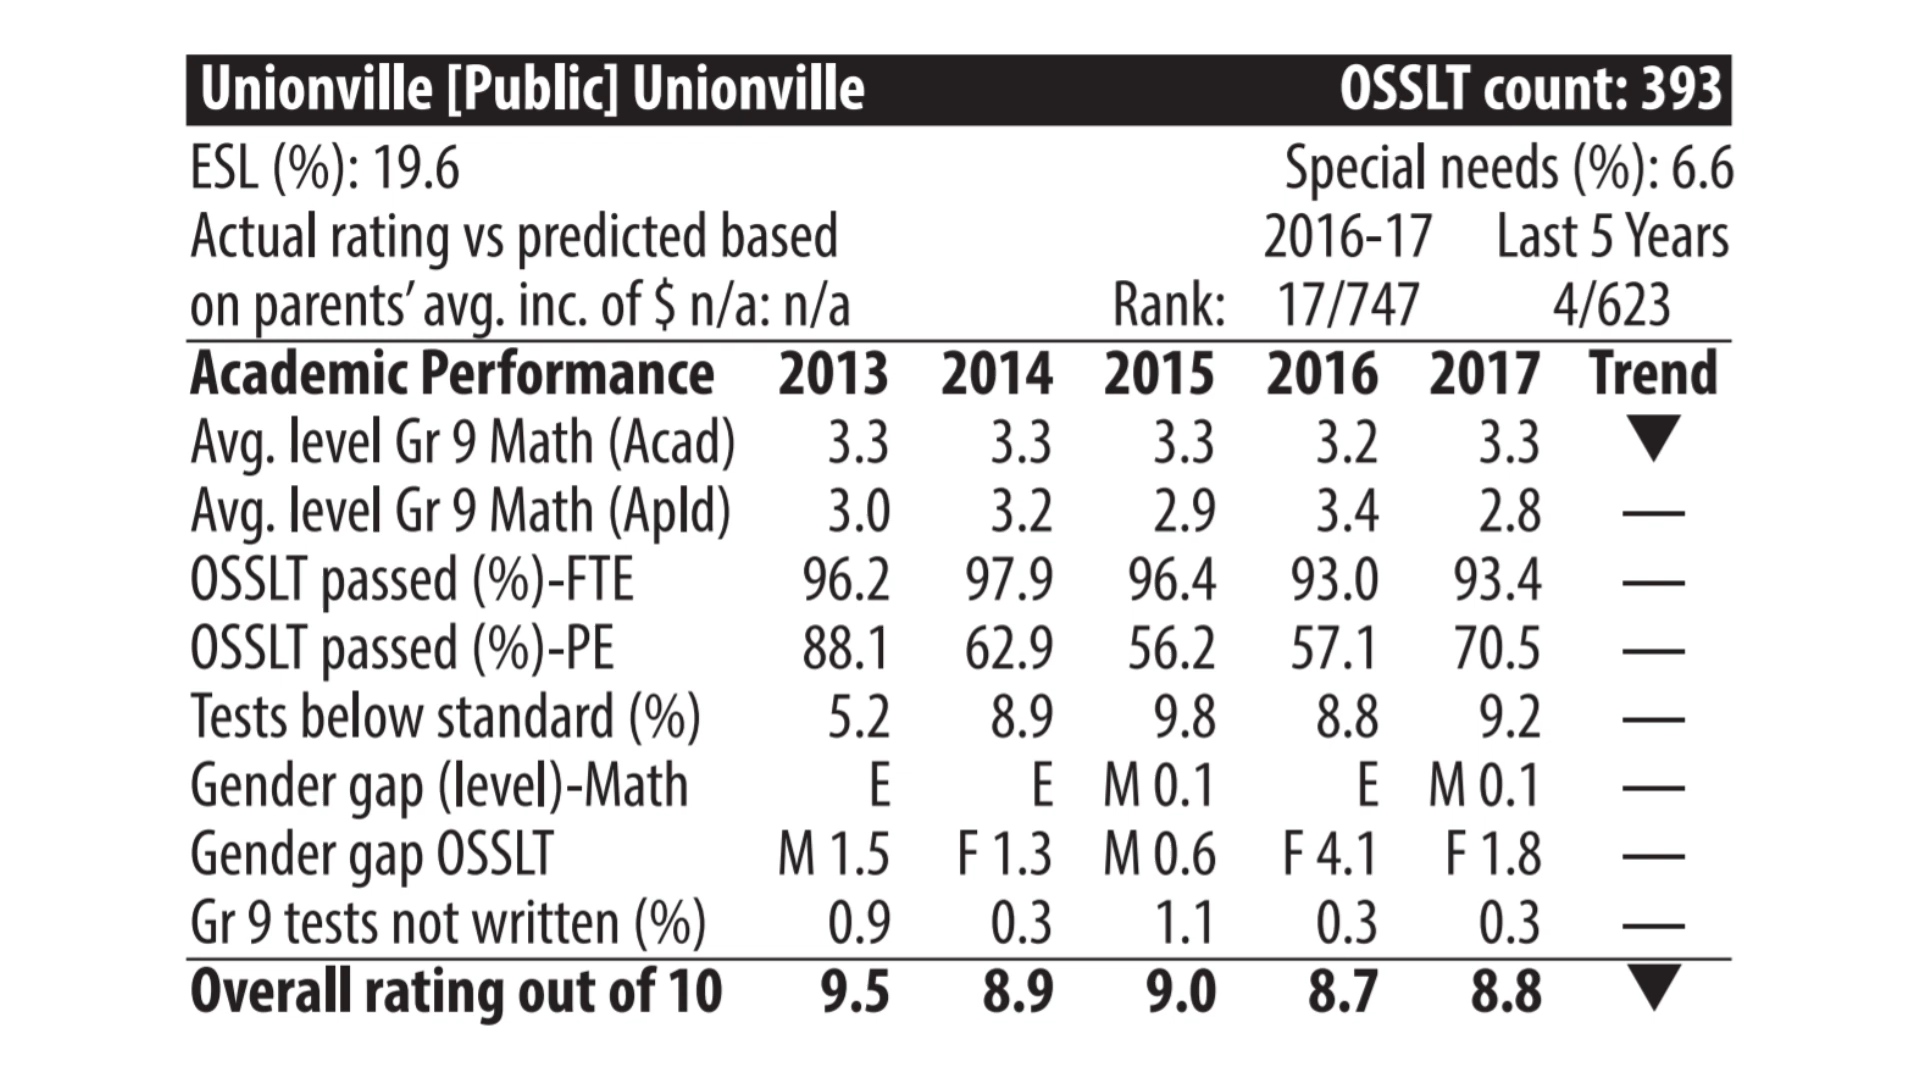 Unionville [Public] Unionville OSSLT count: 393
ESL (%): 19.6 Special needs (%): 6.6
Actual rating vs predicted based 2016-17 Last 5 Years
on parents’ avg. inc. of $ n/a: n/a Rank: 17/747 4/623
Academic Performance 2013 2014 2015 2016 2017 Trend
Avg. level Gr 9 Math (Acad) 3.3 3.3 3.3 3.2 3.3 ▼
Avg. level Gr 9 Math (Apld) 3.0 3.2 2.9 3.4 2.8 —
OSSLT passed (%)-FTE 96.2 97.9 96.4 93.0 93.4 —
OSSLT passed (%)-PE 88.1 62.9 56.2 57.1 70.5 —
Tests below standard (%) 5.2 8.9 9.8 8.8 9.2 —
Gender gap (level)-Math E E M 0.1 E M 0.1 —
Gender gap OSSLT M 1.5 F 1.3 M 0.6 F 4.1 F 1.8 —
Gr 9 tests not written (%) 0.9 0.3 1.1 0.3 0.3 —
Overall rating out of 10 9.5 8.9 9.0 8.7 8.8 ▼